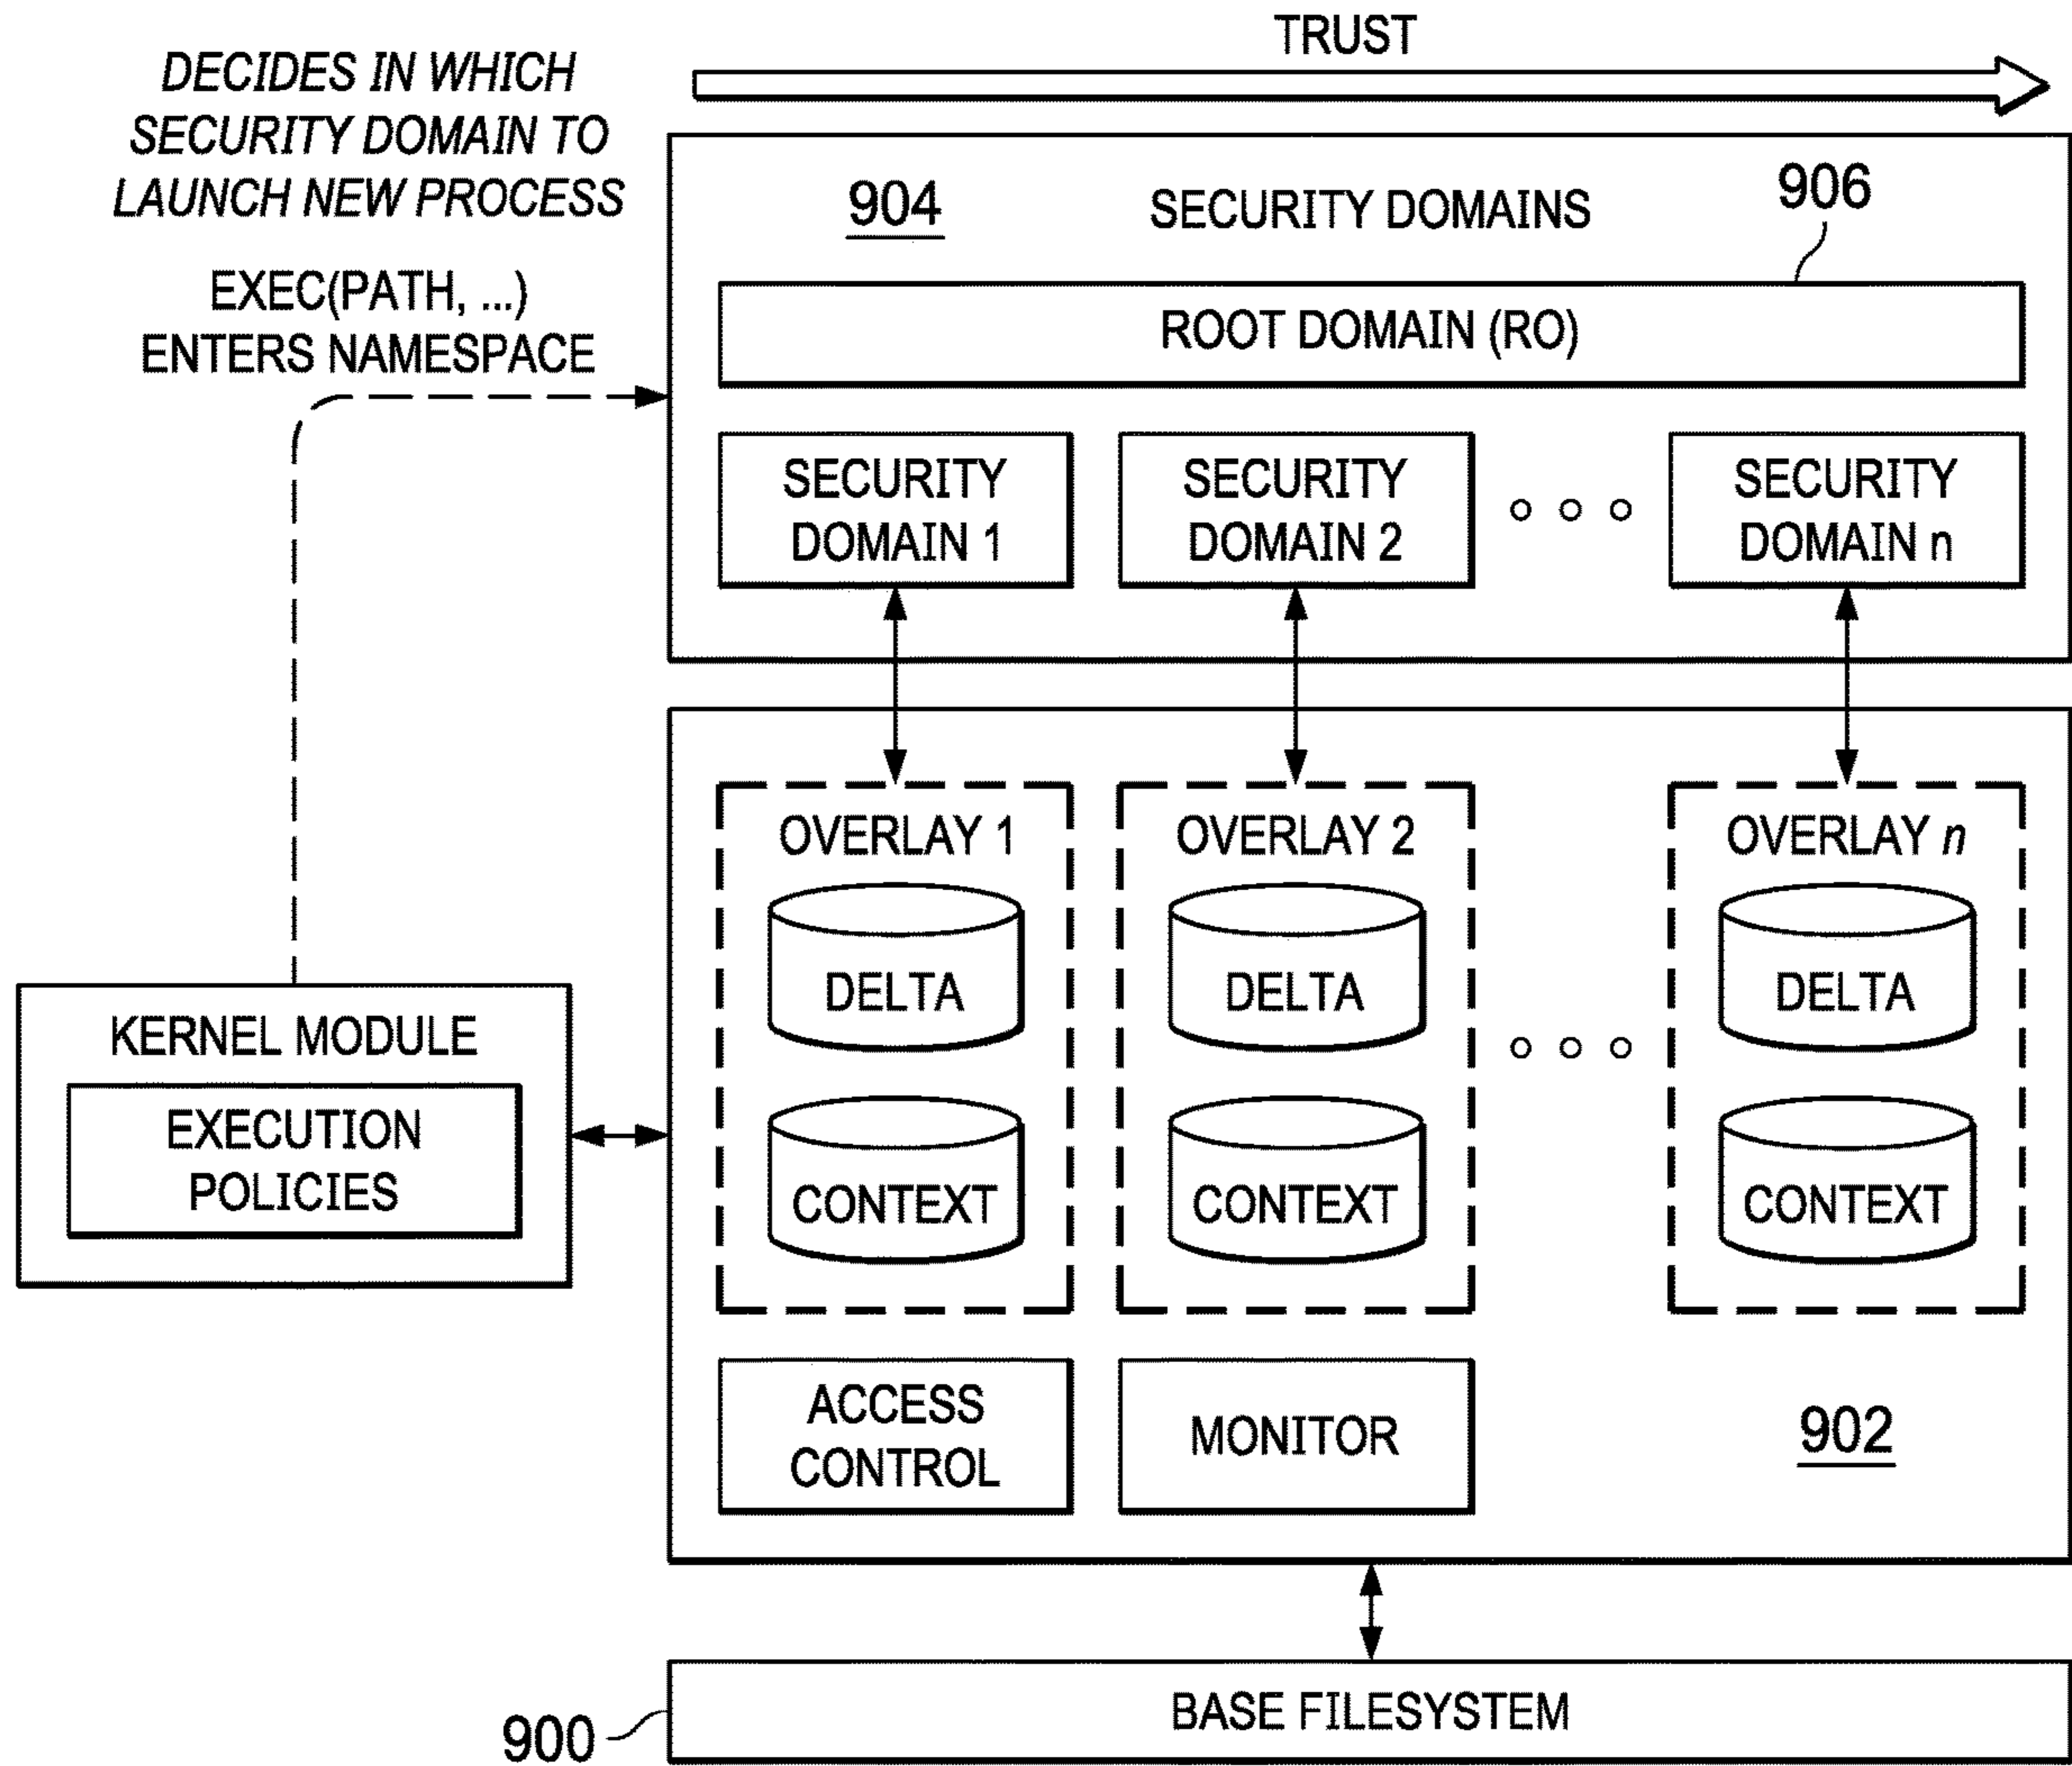 TRUST
DECIDES IN WHICH
SECURITY DOMAIN TO
LAUNCH NEW PROCESS
EXEC(PATH, ...)
ENTERS NAMESPACE
904
SECURITY DOMAINS
906
ROOT DOMAIN (RO)
SECURITY
DOMAIN 1
SECURITY
DOMAIN 2
SECURITY
DOMAIN n
OVERLAY 1
DELTA
CONTEXT
OVERLAY 2
DELTA
CONTEXT
OVERLAY n
DELTA
CONTEXT
KERNEL MODULE
EXECUTION
POLICIES
ACCESS
CONTROL
MONITOR
902
900
BASE FILESYSTEM